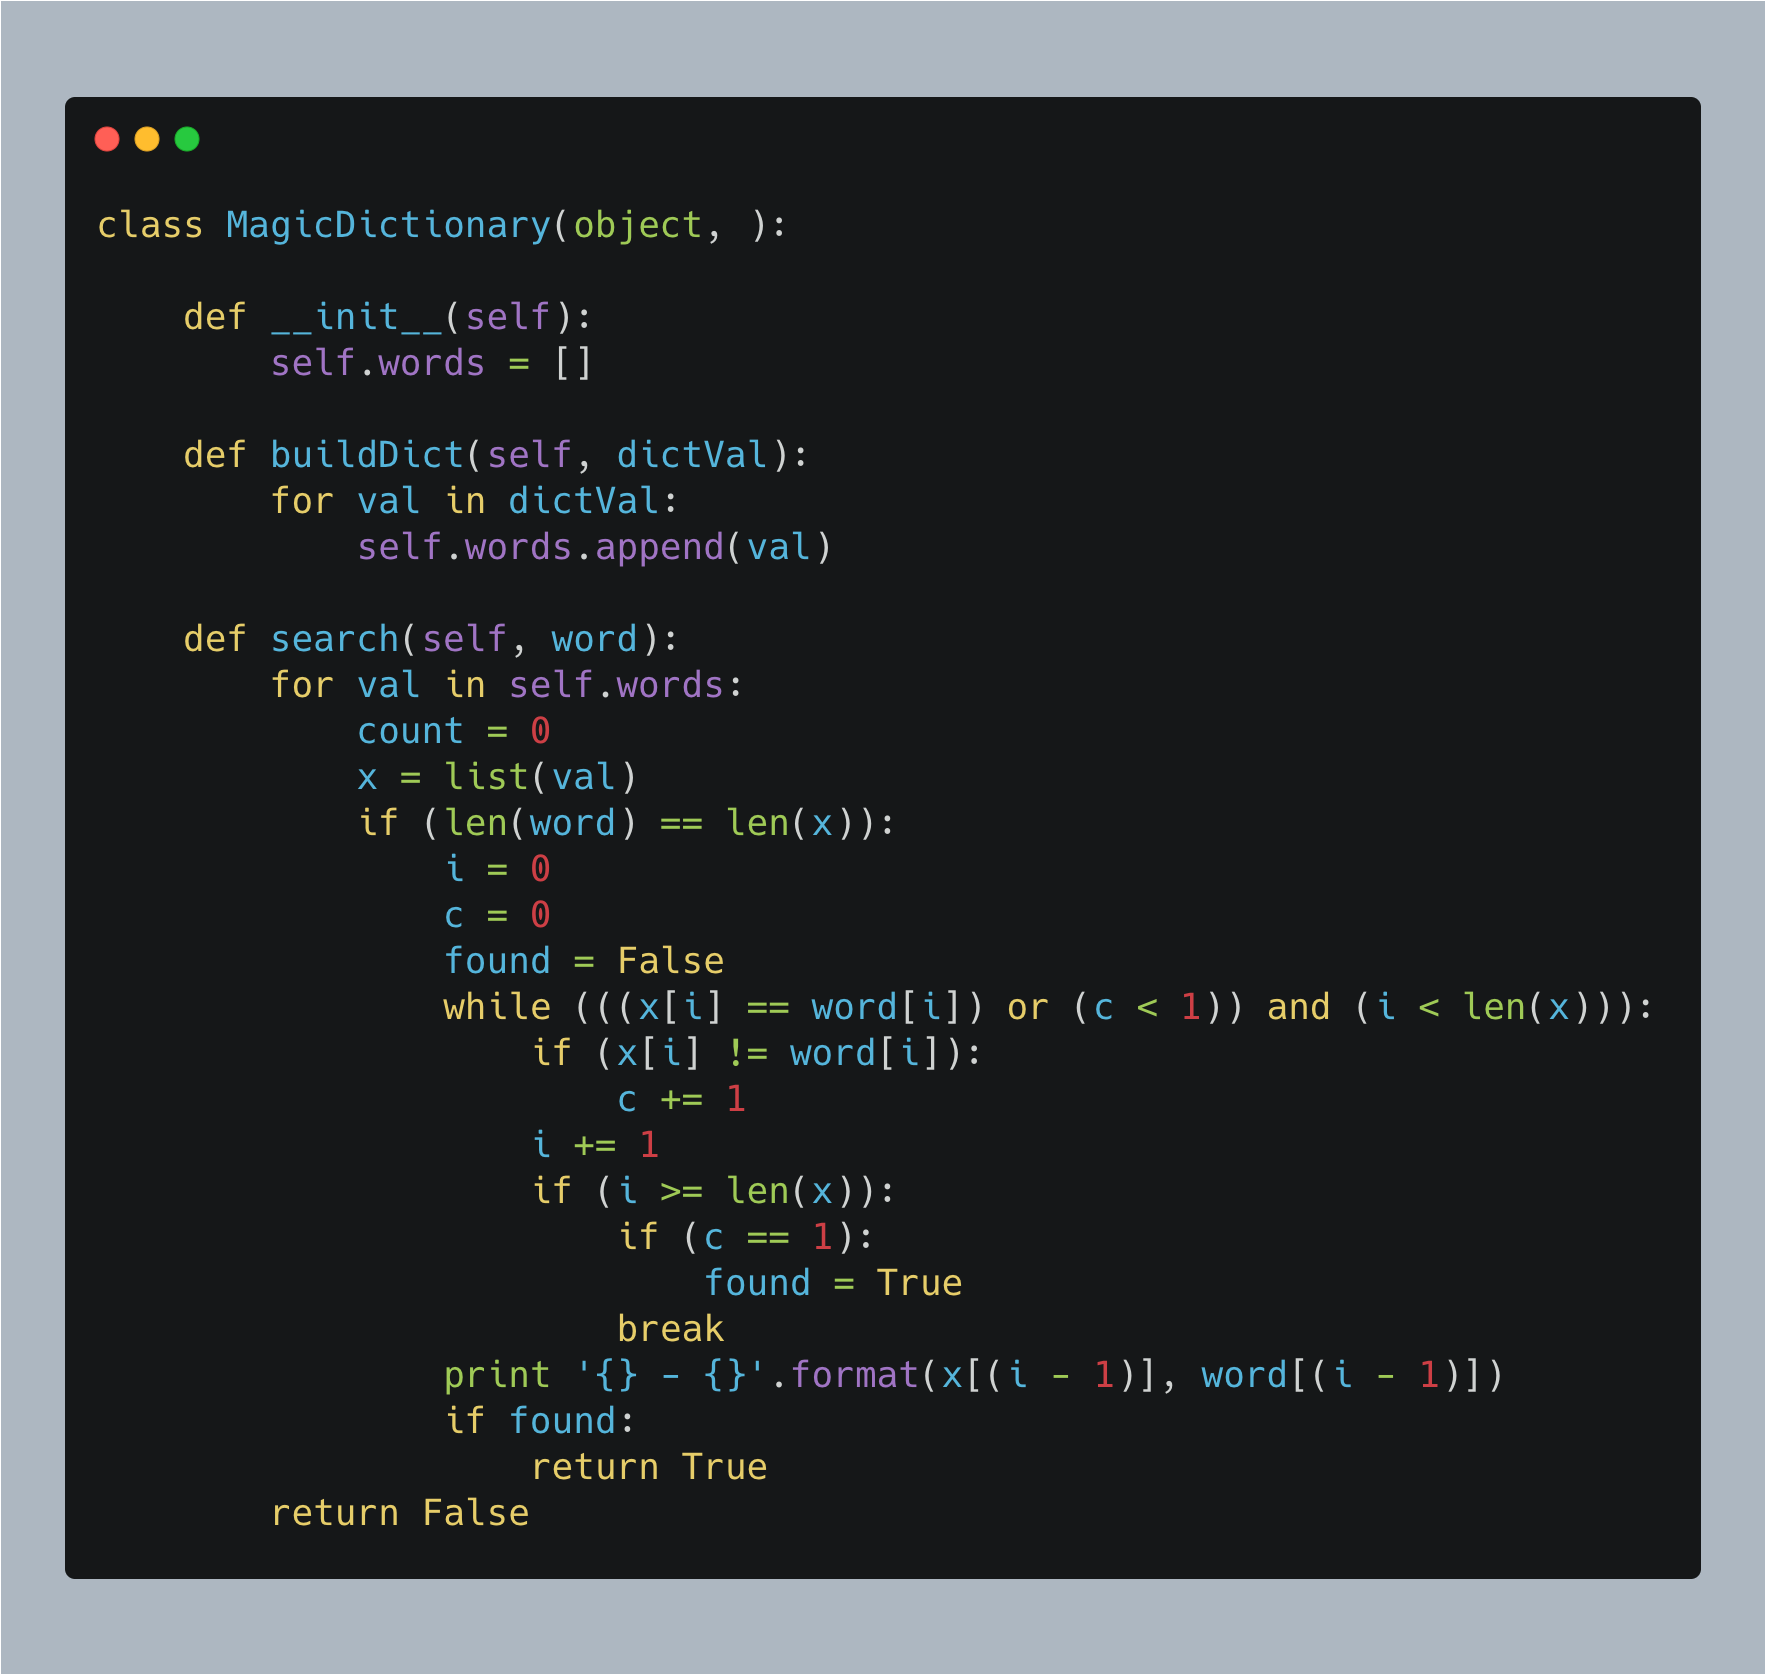 class MagicDictionary(object, ):
    def __init__(self):
        self.words = []
    def buildDict(self, dictVal):
        for val in dictVal:
            self.words.append(val)
    def search(self, word):
        for val in self.words:
            count = 0
            x = list(val)
            if (len(word) == len(x)):
                i = 0
                c = 0
                found = False
                while (((x[i] == word[i]) or (c < 1)) and (i < len(x))):
                    if (x[i] != word[i]):
                        c += 1
                    i += 1
                    if (i >= len(x)):
                        if (c == 1):
                            found = True
                        break
                print '{} - {}'.format(x[(i - 1)], word[(i - 1)])
                if found:
                    return True
        return False